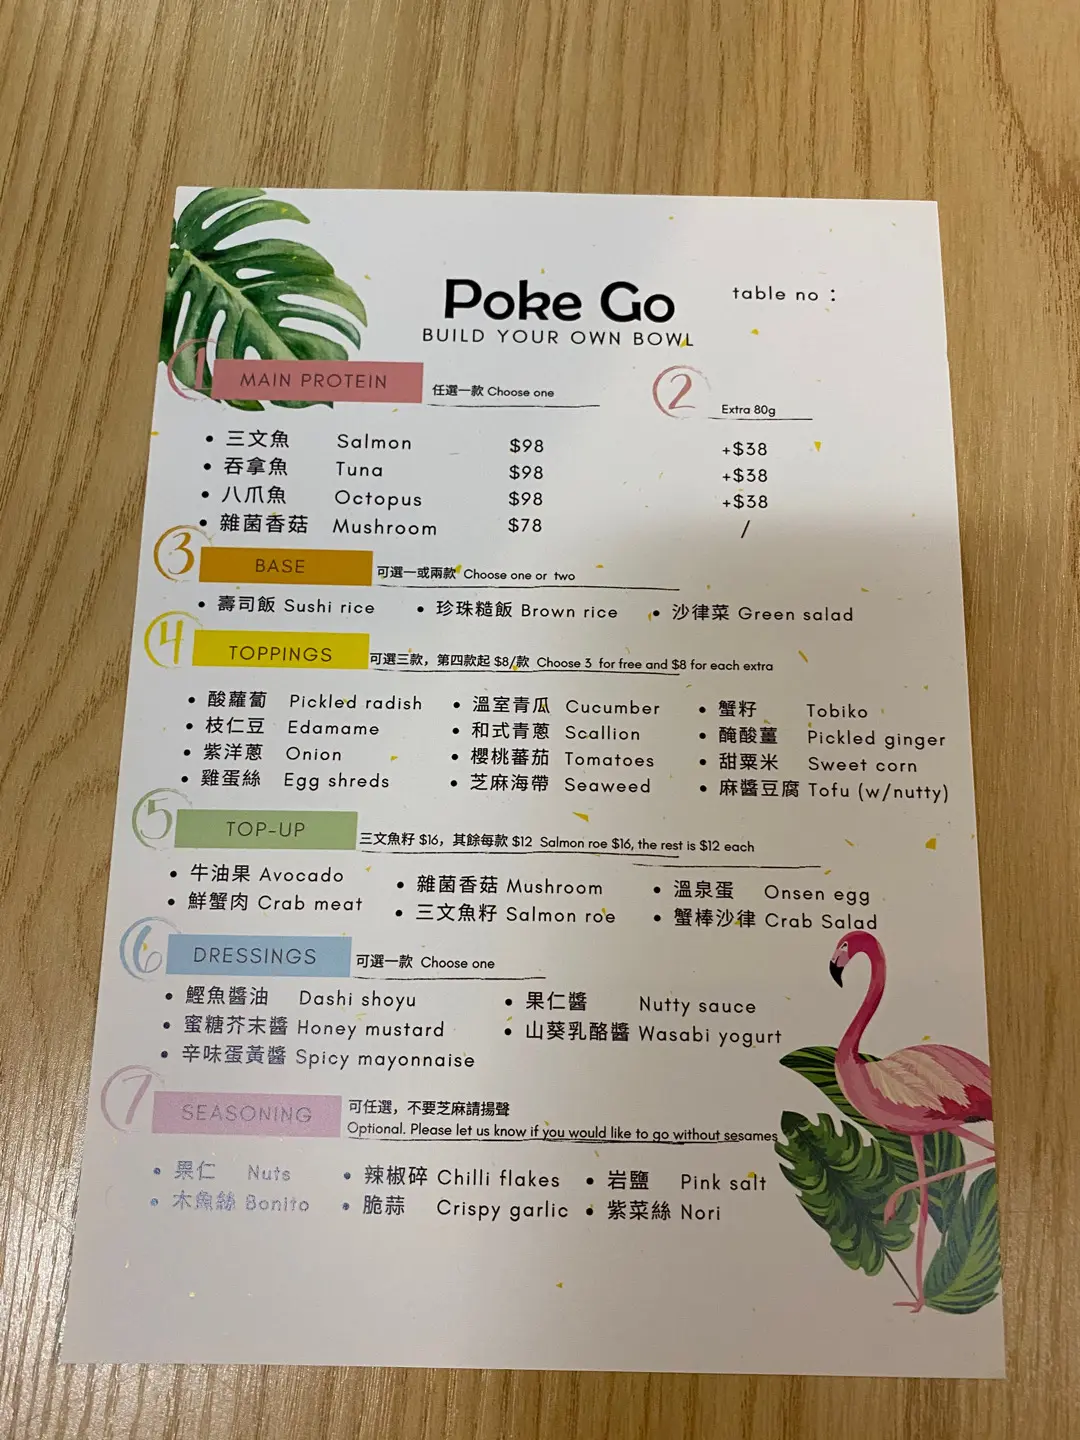 Poke Go
table no：
BUILD YOUR OWN BOWL
1 MAIN PROTEIN 任選一款 Choose one
2 Extra 80g
• 三文魚 Salmon $98 +$38
• 吞拿魚 Tuna $98 +$38
• 八爪魚 Octopus $98 +$38
• 雜菌香菇 Mushroom $78 /
3 BASE 可選一或兩款 Choose one or two
• 壽司飯 Sushi rice • 珍珠糙飯 Brown rice • 沙律菜 Green salad
4 TOPPINGS 可選三款，第四款起 $8/款 Choose 3 for free and $8 for each extra
• 酸蘿蔔 Pickled radish • 溫室青瓜 Cucumber • 蟹籽 Tobiko
• 枝仁豆 Edamame • 和式青蔥 Scallion • 醃酸薑 Pickled ginger
• 紫洋蔥 Onion • 櫻桃蕃茄 Tomatoes • 甜粟米 Sweet corn
• 雞蛋絲 Egg shreds • 芝麻海帶 Seaweed • 麻醬豆腐 Tofu (w/nutty)
5 TOP-UP 三文魚籽 $16，其餘每款 $12 Salmon roe $16, the rest is $12 each
• 牛油果 Avocado • 雜菌香菇 Mushroom • 溫泉蛋 Onsen egg
• 鮮蟹肉 Crab meat • 三文魚籽 Salmon roe • 蟹棒沙律 Crab Salad
6 DRESSINGS 可選一款 Choose one
• 鰹魚醬油 Dashi shoyu • 果仁醬 Nutty sauce
• 蜜糖芥末醬 Honey mustard • 山葵乳酪醬 Wasabi yogurt
• 辛味蛋黃醬 Spicy mayonnaise
7 SEASONING 可任選，不要芝麻請揚聲
Optional. Please let us know if you would like to go without sesames
• 果仁 Nuts • 辣椒碎 Chilli flakes • 岩鹽 Pink salt
• 木魚絲 Bonito • 脆蒜 Crispy garlic • 紫菜絲 Nori